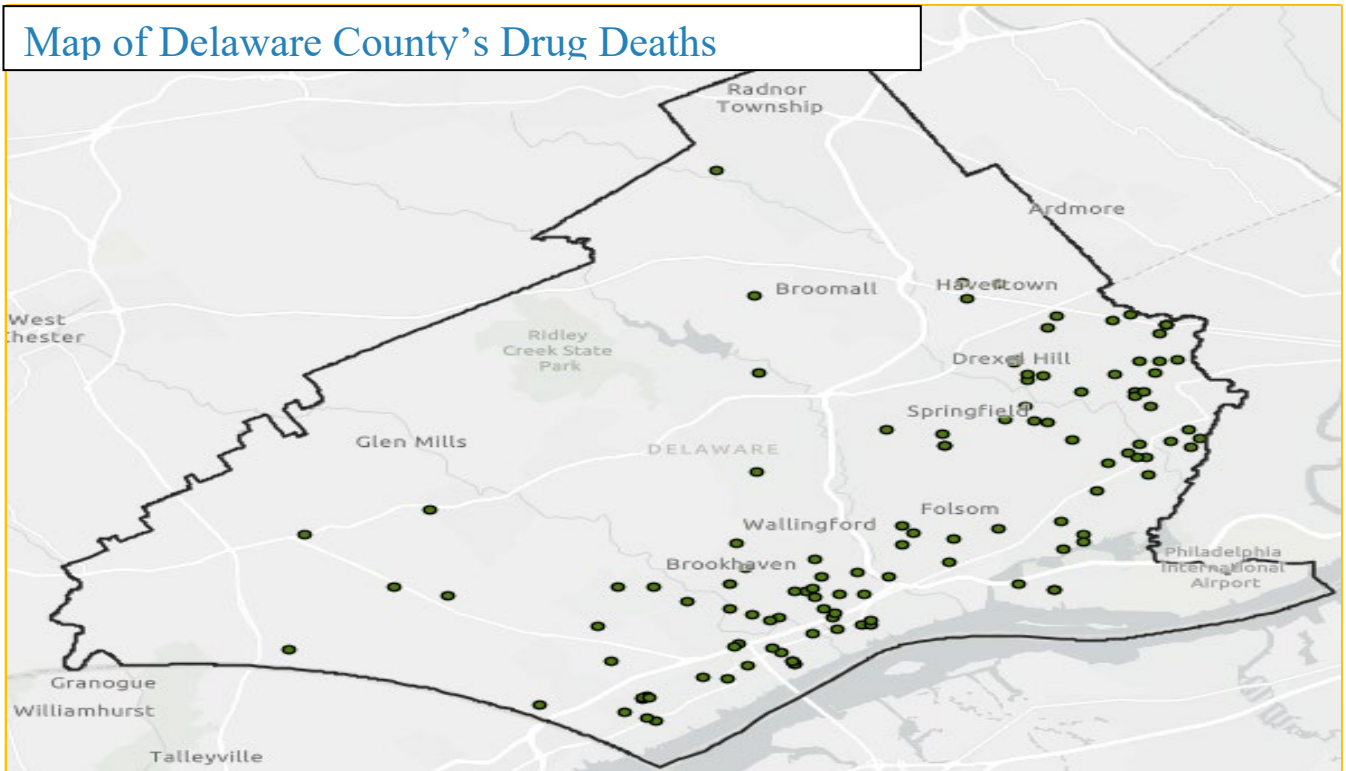 Map of Delaware County's Drug Deaths
Radnor
Township
Ardmore
Broomall
Havertown
West
Chester
Ridley
Creek State
Park
Drexel Hill
Springfield
Glen Mills
DELAWARE
Folsom
Wallingford
Brookhaven
Philadelphia
International
Airport
Granogue
Williamhurst
Talleyville